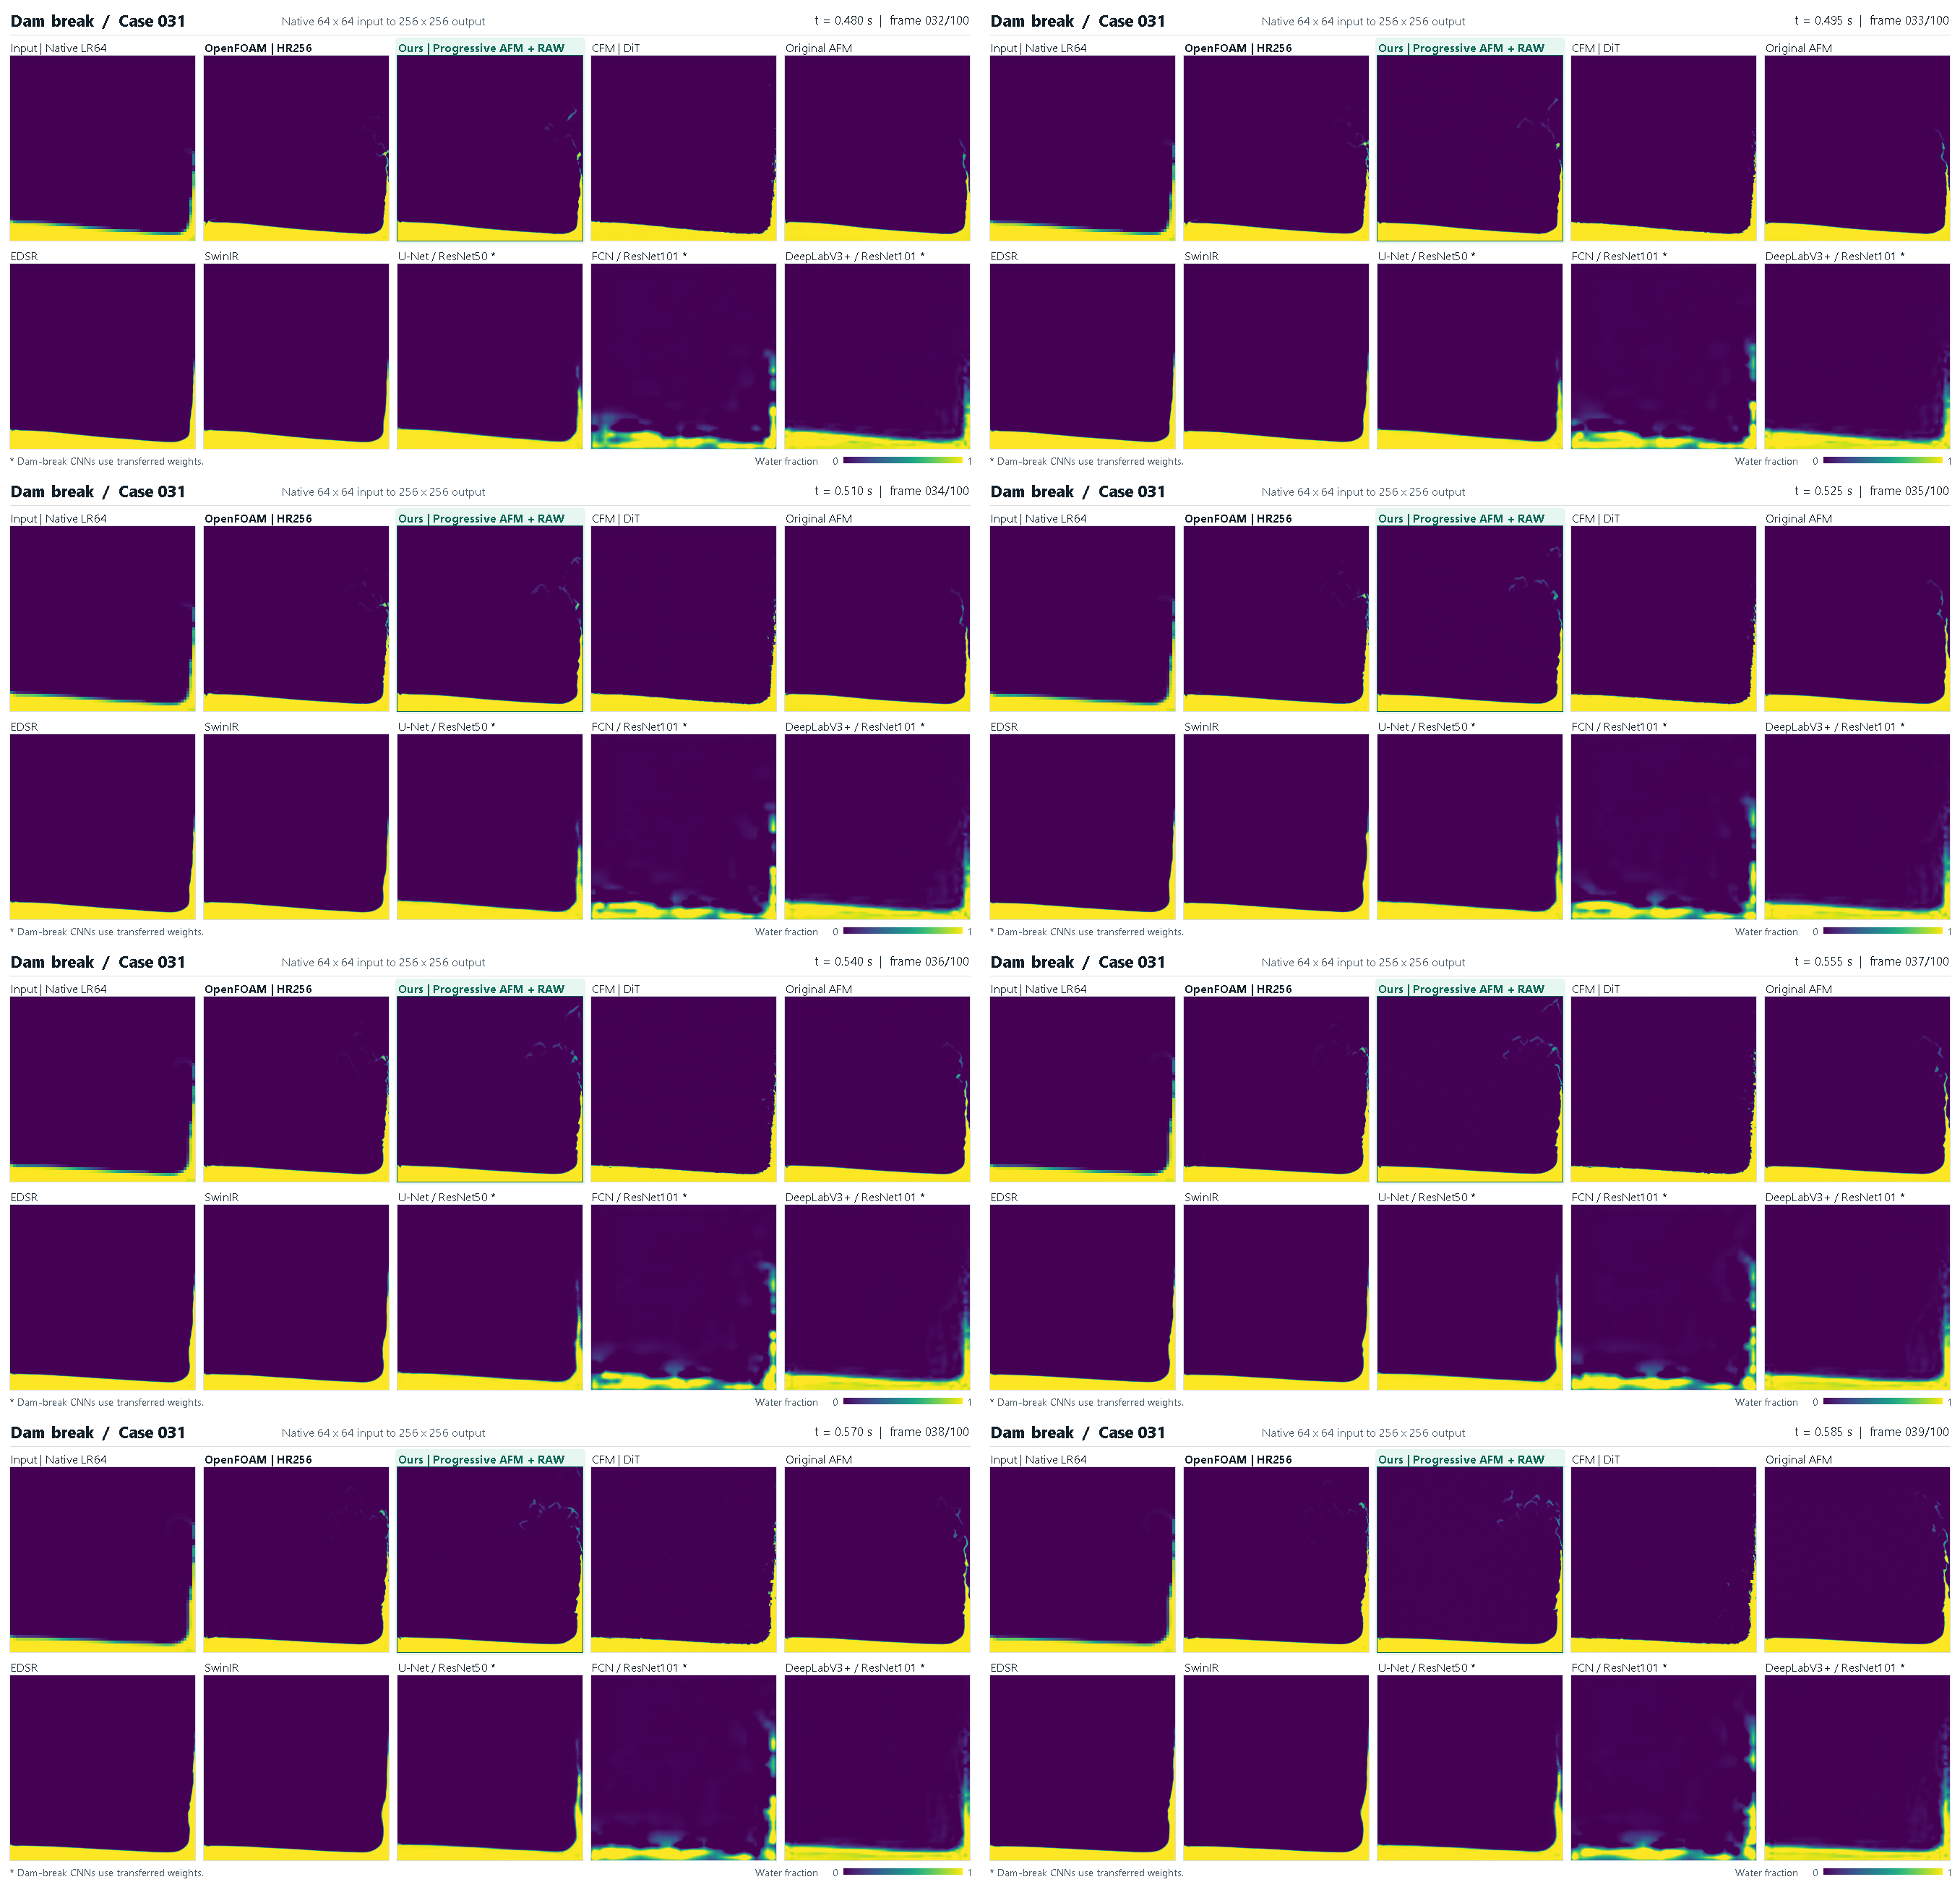 Dam break / Case 031 Native 64 x 64 input to 256 x 256 output t = 0.480 s | frame 032/100
Input | Native LR64 OpenFOAM | HR256 Ours | Progressive AFM + RAW CFM | DiT Original AFM
EDSR SwinIR U-Net / ResNet50 * FCN / ResNet101 * DeepLabV3+ / ResNet101 *
* Dam-break CNNs use transferred weights. Water fraction 0 1
Dam break / Case 031 Native 64 x 64 input to 256 x 256 output t = 0.495 s | frame 033/100
Input | Native LR64 OpenFOAM | HR256 Ours | Progressive AFM + RAW CFM | DiT Original AFM
EDSR SwinIR U-Net / ResNet50 * FCN / ResNet101 * DeepLabV3+ / ResNet101 *
* Dam-break CNNs use transferred weights. Water fraction 0 1
Dam break / Case 031 Native 64 x 64 input to 256 x 256 output t = 0.510 s | frame 034/100
Input | Native LR64 OpenFOAM | HR256 Ours | Progressive AFM + RAW CFM | DiT Original AFM
EDSR SwinIR U-Net / ResNet50 * FCN / ResNet101 * DeepLabV3+ / ResNet101 *
* Dam-break CNNs use transferred weights. Water fraction 0 1
Dam break / Case 031 Native 64 x 64 input to 256 x 256 output t = 0.525 s | frame 035/100
Input | Native LR64 OpenFOAM | HR256 Ours | Progressive AFM + RAW CFM | DiT Original AFM
EDSR SwinIR U-Net / ResNet50 * FCN / ResNet101 * DeepLabV3+ / ResNet101 *
* Dam-break CNNs use transferred weights. Water fraction 0 1
Dam break / Case 031 Native 64 x 64 input to 256 x 256 output t = 0.540 s | frame 036/100
Input | Native LR64 OpenFOAM | HR256 Ours | Progressive AFM + RAW CFM | DiT Original AFM
EDSR SwinIR U-Net / ResNet50 * FCN / ResNet101 * DeepLabV3+ / ResNet101 *
* Dam-break CNNs use transferred weights. Water fraction 0 1
Dam break / Case 031 Native 64 x 64 input to 256 x 256 output t = 0.555 s | frame 037/100
Input | Native LR64 OpenFOAM | HR256 Ours | Progressive AFM + RAW CFM | DiT Original AFM
EDSR SwinIR U-Net / ResNet50 * FCN / ResNet101 * DeepLabV3+ / ResNet101 *
* Dam-break CNNs use transferred weights. Water fraction 0 1
Dam break / Case 031 Native 64 x 64 input to 256 x 256 output t = 0.570 s | frame 038/100
Input | Native LR64 OpenFOAM | HR256 Ours | Progressive AFM + RAW CFM | DiT Original AFM
EDSR SwinIR U-Net / ResNet50 * FCN / ResNet101 * DeepLabV3+ / ResNet101 *
* Dam-break CNNs use transferred weights. Water fraction 0 1
Dam break / Case 031 Native 64 x 64 input to 256 x 256 output t = 0.585 s | frame 039/100
Input | Native LR64 OpenFOAM | HR256 Ours | Progressive AFM + RAW CFM | DiT Original AFM
EDSR SwinIR U-Net / ResNet50 * FCN / ResNet101 * DeepLabV3+ / ResNet101 *
* Dam-break CNNs use transferred weights. Water fraction 0 1